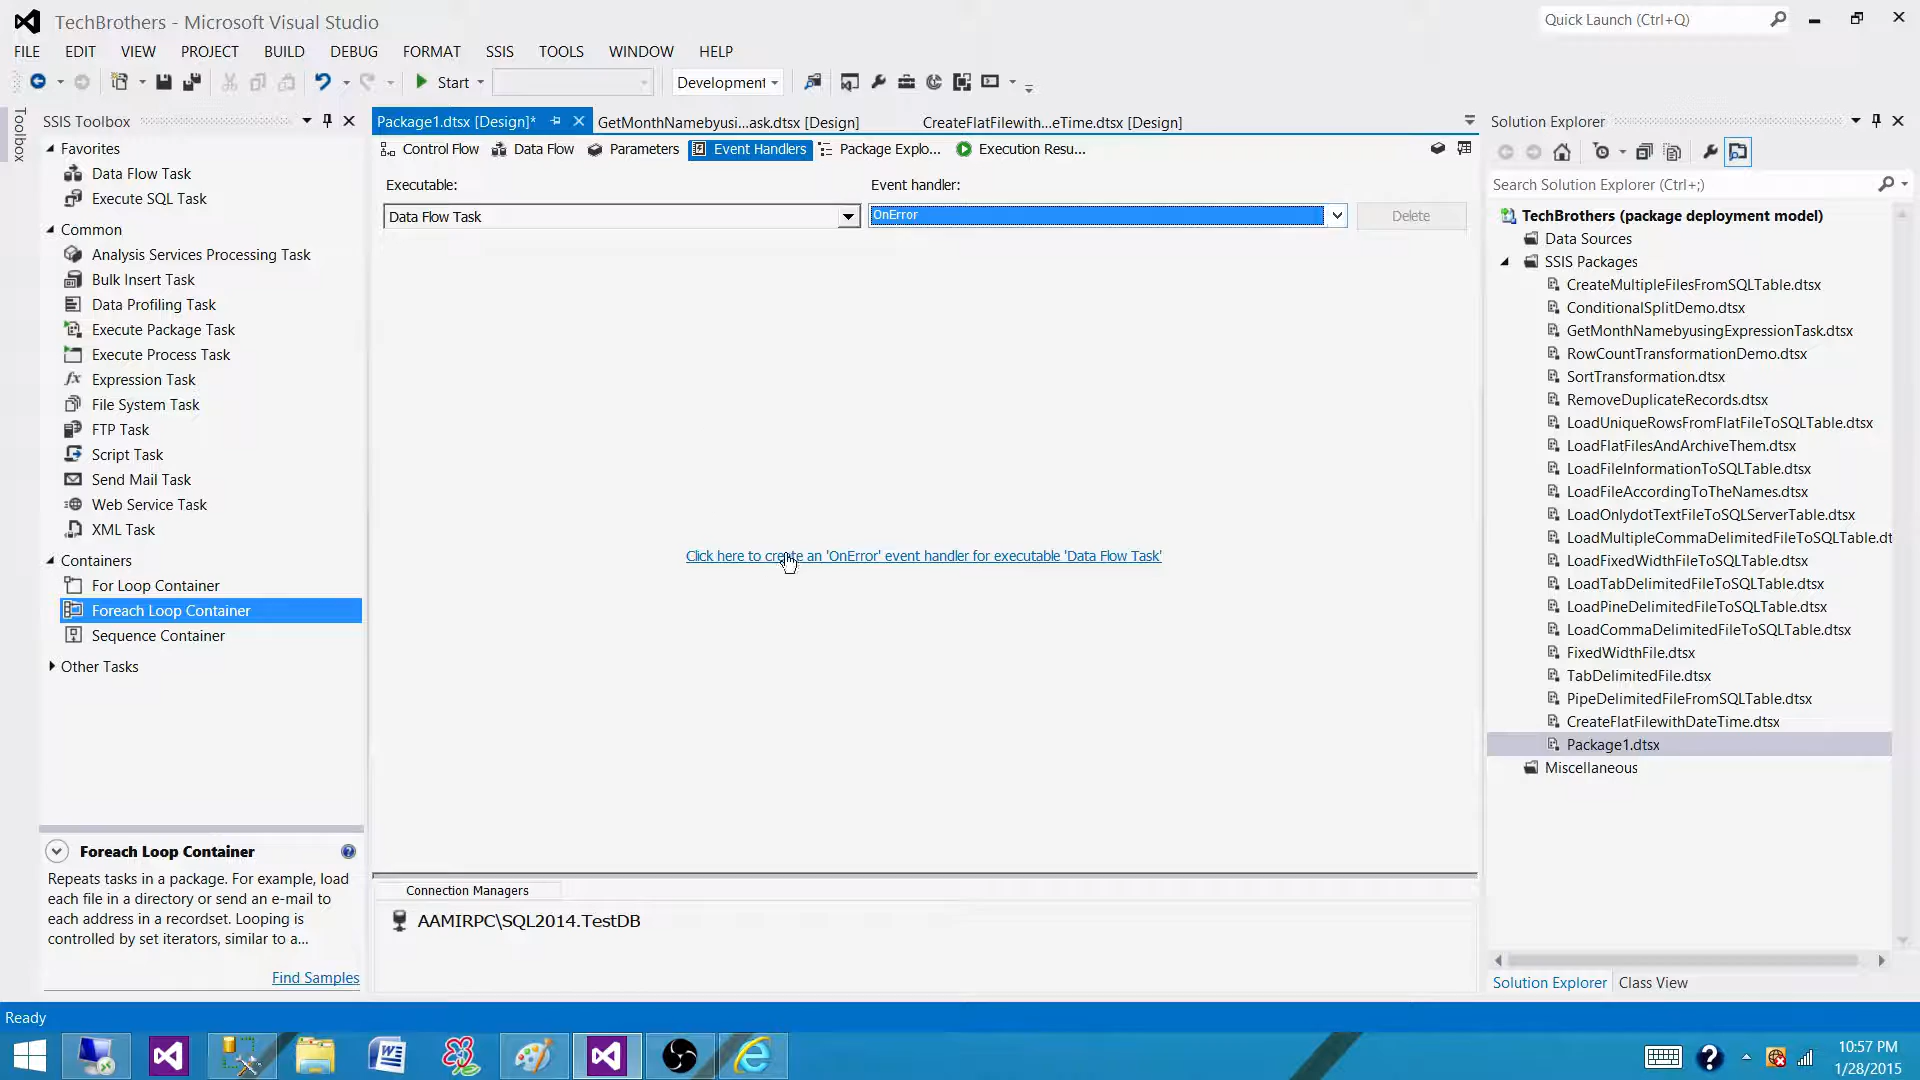 TechBrothers - Microsoft Visual Studio
Quick Launch (Ctrl+Q)
FILE EDIT VIEW PROJECT BUILD DEBUG FORMAT SSIS TOOLS WINDOW HELP
Start Development
Toolbox
SSIS Toolbox
Favorites
Data Flow Task
Execute SQL Task
Common
Analysis Services Processing Task
Bulk Insert Task
Data Profiling Task
Execute Package Task
Execute Process Task
Expression Task
File System Task
FTP Task
Script Task
Send Mail Task
Web Service Task
XML Task
Containers
For Loop Container
Foreach Loop Container
Sequence Container
Other Tasks
Foreach Loop Container
Repeats tasks in a package. For example, load
each file in a directory or send an e-mail to
each address in a recordset. Looping is
controlled by set iterators, similar to a...
Find Samples
Package1.dtsx [Design]* GetMonthNamebyusi...ask.dtsx [Design] CreateFlatFilewith...eTime.dtsx [Design]
Control Flow Data Flow Parameters Event Handlers Package Explo... Execution Resu...
Executable: Event handler:
Data Flow Task OnError Delete
Click here to create an 'OnError' event handler for executable 'Data Flow Task'
Connection Managers
AAMIRPC\SQL2014.TestDB
Solution Explorer
Search Solution Explorer (Ctrl+;)
TechBrothers (package deployment model)
Data Sources
SSIS Packages
CreateMultipleFilesFromSQLTable.dtsx
ConditionalSplitDemo.dtsx
GetMonthNamebyusingExpressionTask.dtsx
RowCountTransformationDemo.dtsx
SortTransformation.dtsx
RemoveDuplicateRecords.dtsx
LoadUniqueRowsFromFlatFileToSQLTable.dtsx
LoadFlatFilesAndArchiveThem.dtsx
LoadFileInformationToSQLTable.dtsx
LoadFileAccordingToTheNames.dtsx
LoadOnlydotTextFileToSQLServerTable.dtsx
LoadMultipleCommaDelimitedFileToSQL.dt
LoadFixedWidthFileToSQLTable.dtsx
LoadTabDelimitedFileToSQLTable.dtsx
LoadPineDelimitedFileToSQLTable.dtsx
LoadCommaDelimitedFileToSQLTable.dtsx
FixedWidthFile.dtsx
TabDelimitedFile.dtsx
PipeDelimitedFileFromSQLTable.dtsx
CreateFlatFilewithDateTime.dtsx
Package1.dtsx
Miscellaneous
Solution Explorer Class View
Ready
10:57 PM
1/28/2015